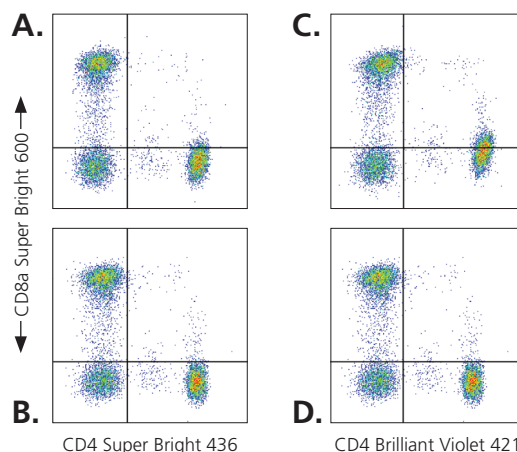 A.
C.
CD8a Super Bright 600
B.
D.
CD4 Super Bright 436
CD4 Brilliant Violet 421